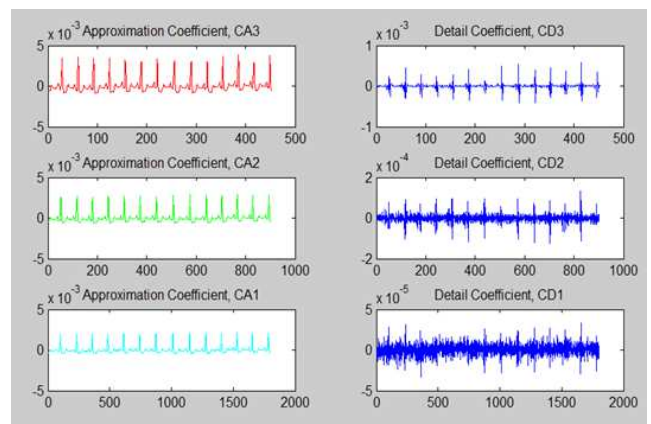 x 10^-3 Approximation Coefficient, CA3
5
0
-5
0 100 200 300 400 500
x 10^-3 Detail Coefficient, CD3
1
0
-1
0 100 200 300 400 500
x 10^-3 Approximation Coefficient, CA2
5
0
-5
0 200 400 600 800 1000
x 10^-4 Detail Coefficient, CD2
2
0
-2
0 200 400 600 800 1000
x 10^-3 Approximation Coefficient, CA1
5
0
-5
0 500 1000 1500 2000
x 10^-5 Detail Coefficient, CD1
5
0
-5
0 500 1000 1500 2000